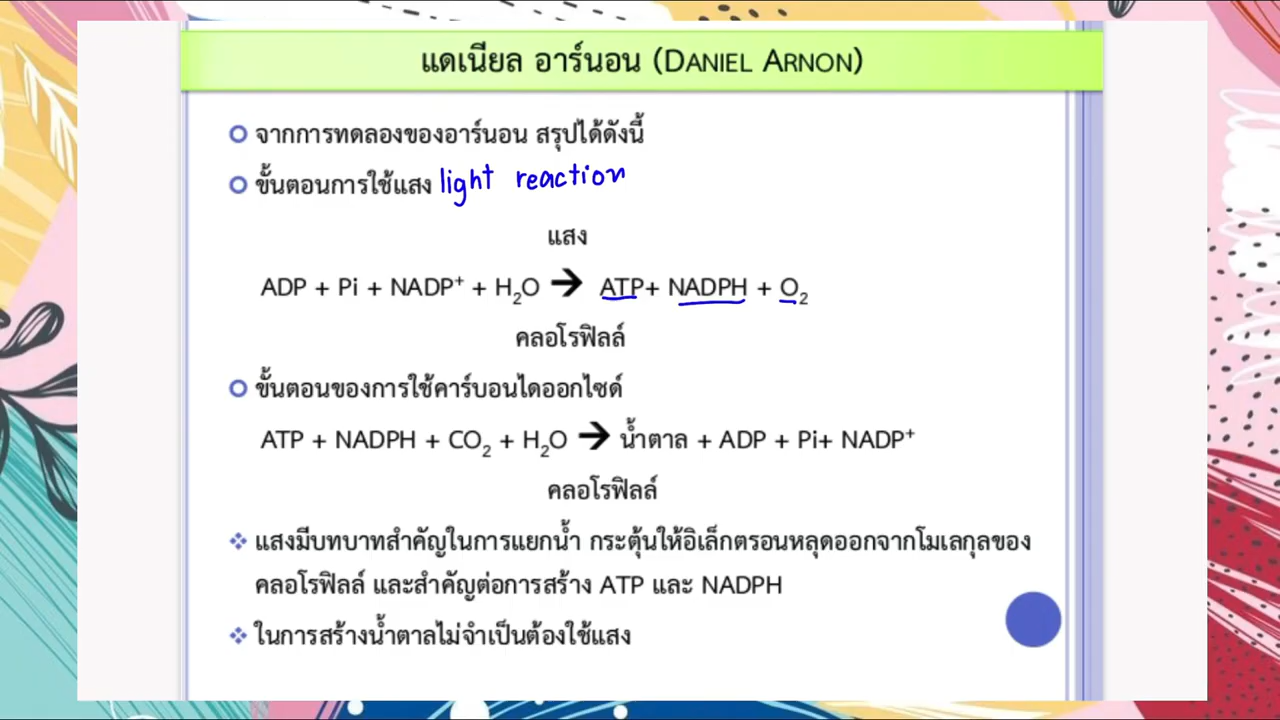 แดเนียล อาร์นอน (DANIEL ARNON)
จากการทดลองของอาร์นอน สรุปได้ดังนี้
ขั้นตอนการใช้แสง light reaction
แสง
ADP + Pi + NADP⁺ + H₂O → ATP+ NADPH + O₂
คลอโรฟิลล์
ขั้นตอนของการใช้คาร์บอนไดออกไซด์
ATP + NADPH + CO₂ + H₂O → น้ำตาล + ADP + Pi+ NADP⁺
คลอโรฟิลล์
แสงมีบทบาทสำคัญในการแยกน้ำ กระตุ้นให้อิเล็กตรอนหลุดออกจากโมเลกุลของ
คลอโรฟิลล์ และสำคัญต่อการสร้าง ATP และ NADPH
ในการสร้างน้ำตาลไม่จำเป็นต้องใช้แสง